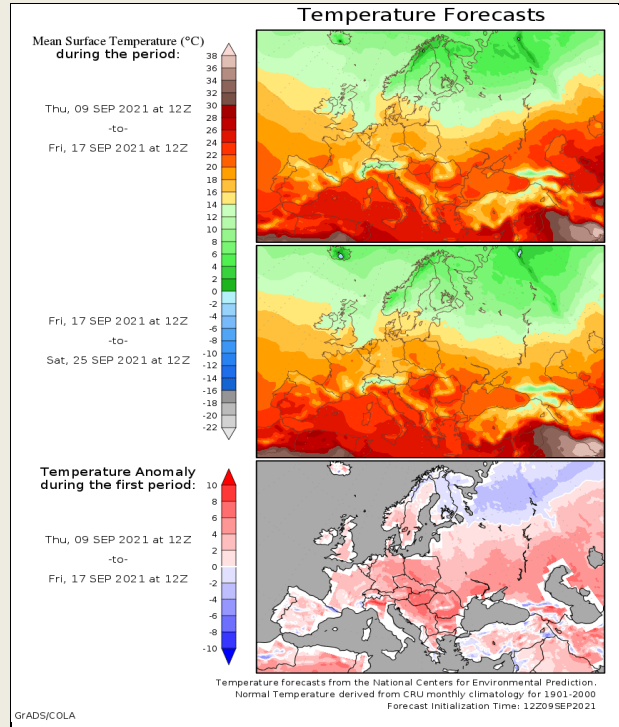 Temperature Forecasts
Mean Surface Temperature (°C)
during the period:
Thu, 09 SEP 2021 at 12Z
-to-
Fri, 17 SEP 2021 at 12Z
38
36
34
32
30
28
26
24
22
20
18
16
14
12
10
8
6
4
2
0
-2
-4
-6
-8
-10
-12
-14
-16
-18
-20
-22
Fri, 17 SEP 2021 at 12Z
-to-
Sat, 25 SEP 2021 at 12Z
Temperature Anomaly
during the first period:
Thu, 09 SEP 2021 at 12Z
-to-
Fri, 17 SEP 2021 at 12Z
10
8
6
4
2
0
-2
-4
-6
-8
-10
Temperature forecasts from the National Centers for Environmental Prediction.
Normal Temperature derived from CRU monthly climatology for 1901-2000
Forecast Initialization Time: 12Z09SEP2021
GrADS/COLA